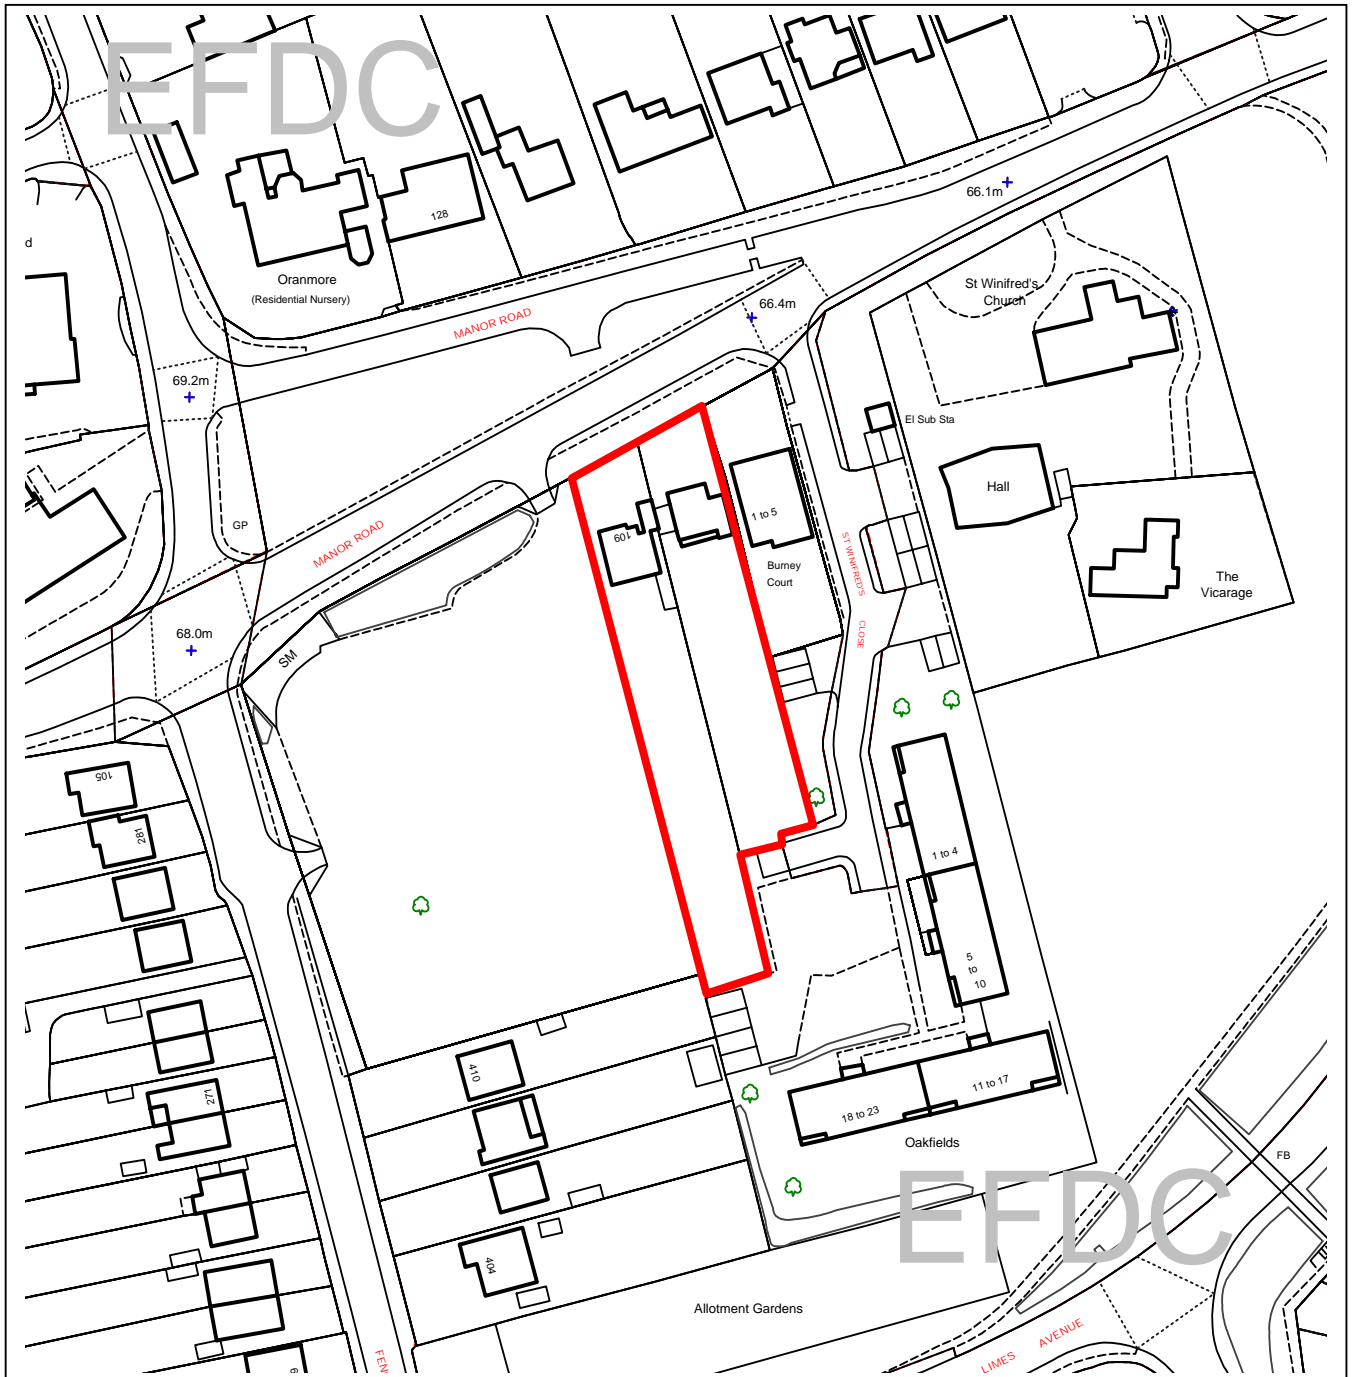 EFDC
128
66.1m
d
Oranmore
(Residential Nursery)
St Winifred's
Church
66.4m
MANOR ROAD
69.2m
El Sub Sta
Hall
GP
MANOR ROAD
109
1 to 5
ST WINIFRED'S
CLOSE
Burney
Court
The
Vicarage
68.0m
SM
105
281
1 to 4
5
to
10
410
271
11 to 17
18 to 23
Oakfields
FB
EFDC
404
Allotment Gardens
LIMES AVENUE